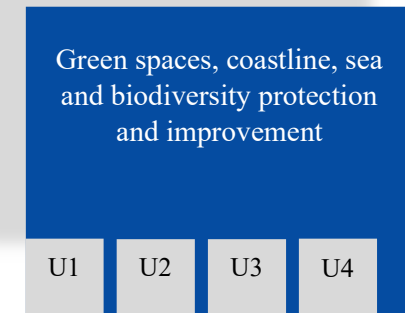 Green spaces, coastline, sea
and biodiversity protection
and improvement
U1 U2 U3 U4